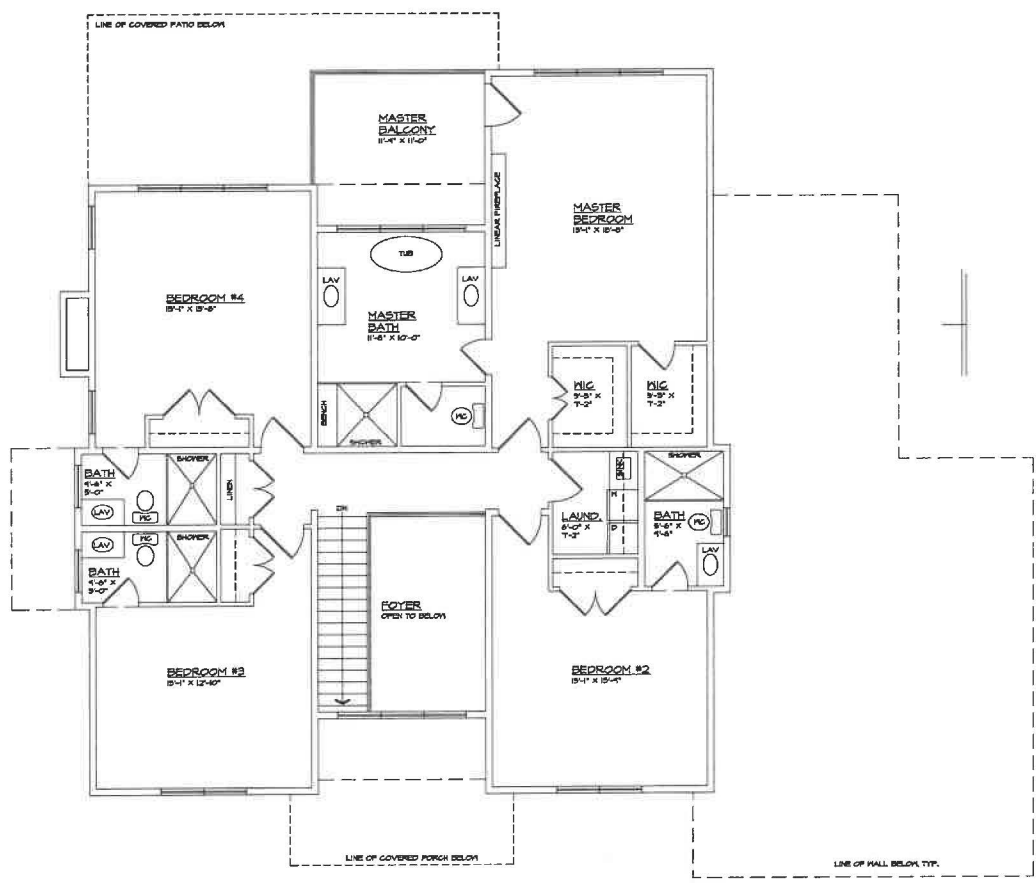 LINE OF COVERED PATIO BELOW
MASTER
BALCONY
11'-4" X 11'-0"
LINEAR FIREPLACE
MASTER
BEDROOM
TUB
LAV
LAV
BEDROOM #4
MASTER
BATH
11'-8" X 10'-0"
BENCH
SHOWER
WC
WIC
WIC
BATH
SHOWER
LINEN
LAV
WC
DN
SINK
W
D
LAUND.
SHOWER
BATH
WC
LAV
LAV
WC
SHOWER
BATH
FOYER
OPEN TO BELOW
BEDROOM #3
BEDROOM #2
LINE OF COVERED PORCH BELOW
LINE OF WALL BELOW, TYP.